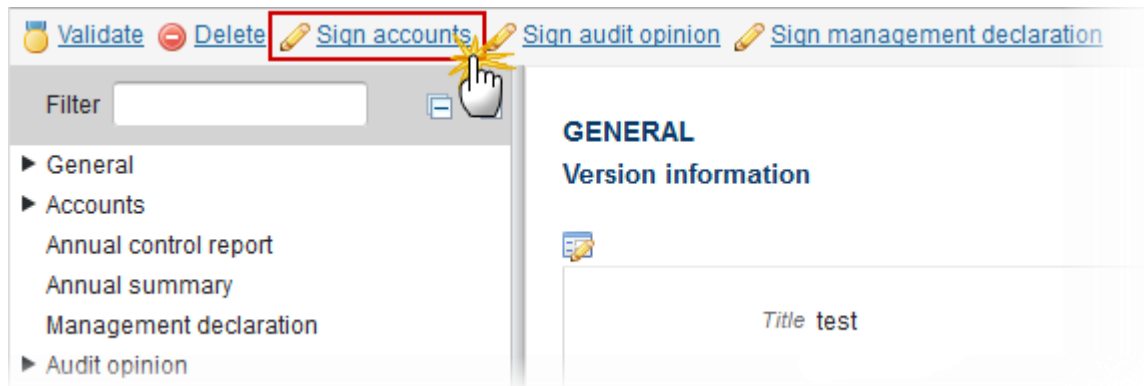 Validate Delete Sign accounts Sign audit opinion Sign management declaration
Filter
General
Accounts
Annual control report
Annual summary
Management declaration
Audit opinion
GENERAL
Version information
Title test